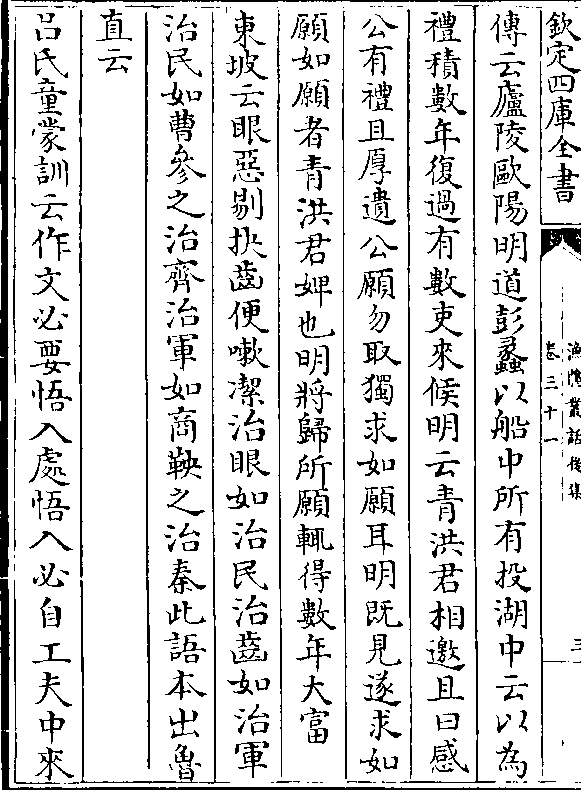 欽定四庫全書
漁隱叢話後集
卷三十一
三
傳云廬陵歐陽明道彭蠡以船中所有投湖中云以為
禮積數年復過有數吏來候明云青洪君相邀且曰感
公有禮且厚遺公願勿取獨求如願耳明既見遂求如
願如願者青洪君婢也明將歸所願輒得數年大富
東坡云眼惡剔抉齒便嗽潔治眼如治民治齒如治軍
治民如曹參之治齊治軍如商鞅之治秦此語本出魯
直云
吕氏童蒙訓云作文必要悟入處悟入必自工夫中來